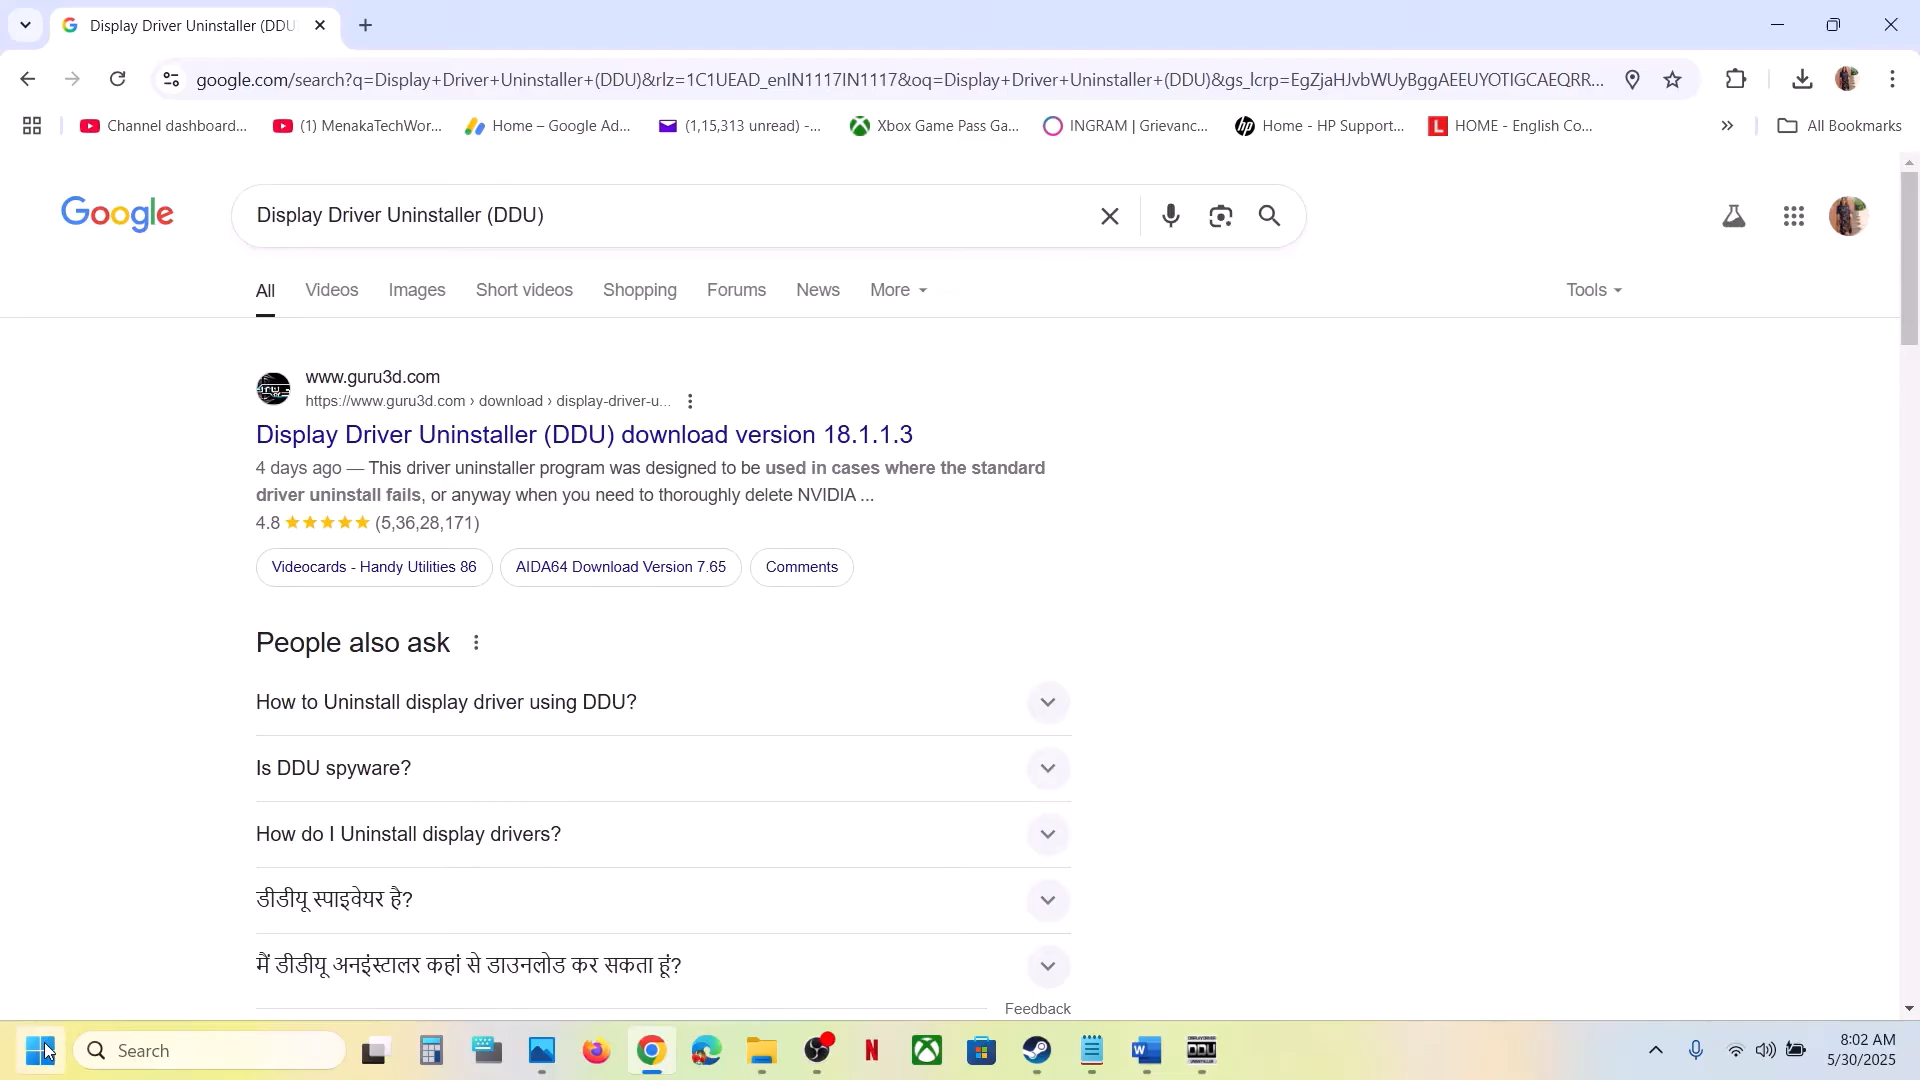 Display Driver Uninstaller (DDU
google.com/search?q=Display+Driver+Uninstaller+(DDU)&rlz=1C1UEAD_enIN1117IN1117&oq=Display+Driver+Uninstaller+(DDU)&gs_lcrp=EgZjaHJvbWUyBggAEEUYOTIGCAEQRR...
Channel dashboard...
(1) MenakaTechWor...
Home – Google Ad...
(1,15,313 unread) -...
Xbox Game Pass Ga...
INGRAM | Grievanc...
Home - HP Support...
HOME - English Co...
All Bookmarks
Google
Display Driver Uninstaller (DDU)
All Videos Images Short videos Shopping Forums News More Tools
www.guru3d.com
https://www.guru3d.com › download › display-driver-u...
Display Driver Uninstaller (DDU) download version 18.1.1.3
4 days ago — This driver uninstaller program was designed to be used in cases where the standard
driver uninstall fails, or anyway when you need to thoroughly delete NVIDIA ...
4.8 (5,36,28,171)
Videocards - Handy Utilities 86
AIDA64 Download Version 7.65
Comments
People also ask
How to Uninstall display driver using DDU?
Is DDU spyware?
How do I Uninstall display drivers?
डीडीयू स्पाइवेयर है?
मैं डीडीयू अनइंस्टालर कहां से डाउनलोड कर सकता हूं?
Feedback
Search
DDU
8:02 AM
5/30/2025